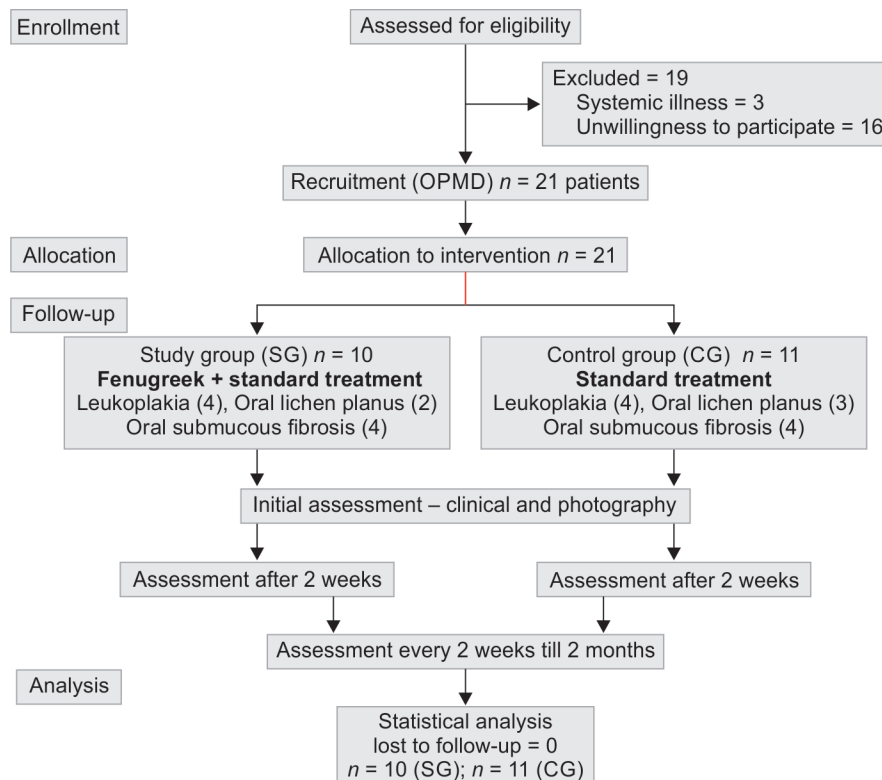 Enrollment
Assessed for eligibility
Excluded = 19
Systemic illness = 3
Unwillingness to participate = 16
Recruitment (OPMD) n = 21 patients
Allocation
Allocation to intervention n = 21
Follow-up
Study group (SG) n = 10
Fenugreek + standard treatment
Leukoplakia (4), Oral lichen planus (2)
Oral submucous fibrosis (4)
Control group (CG) n = 11
Standard treatment
Leukoplakia (4), Oral lichen planus (3)
Oral submucous fibrosis (4)
Initial assessment – clinical and photography
Assessment after 2 weeks
Assessment after 2 weeks
Assessment every 2 weeks till 2 months
Analysis
Statistical analysis
lost to follow-up = 0
n = 10 (SG); n = 11 (CG)